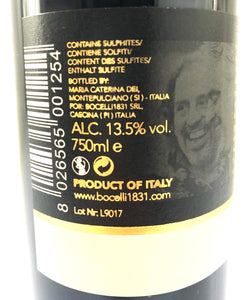 CONTAINS SULPHITES/
CONTIENE SOLFITI/
CONTENT DES SULFITES/
ENTHALT SULFITE
BOTTLED BY:
MARIA CATERINA DEI,
MONTEPULCIANO (SI) - ITALIA
POR: BOCELLI1831 SRL,
CASCINA (PI) ITALIA
ALC. 13.5% vol.
750ml e
PRODUCT OF ITALY
www.bocelli1831.com
Lot Nr. L9017
8 026565 001254